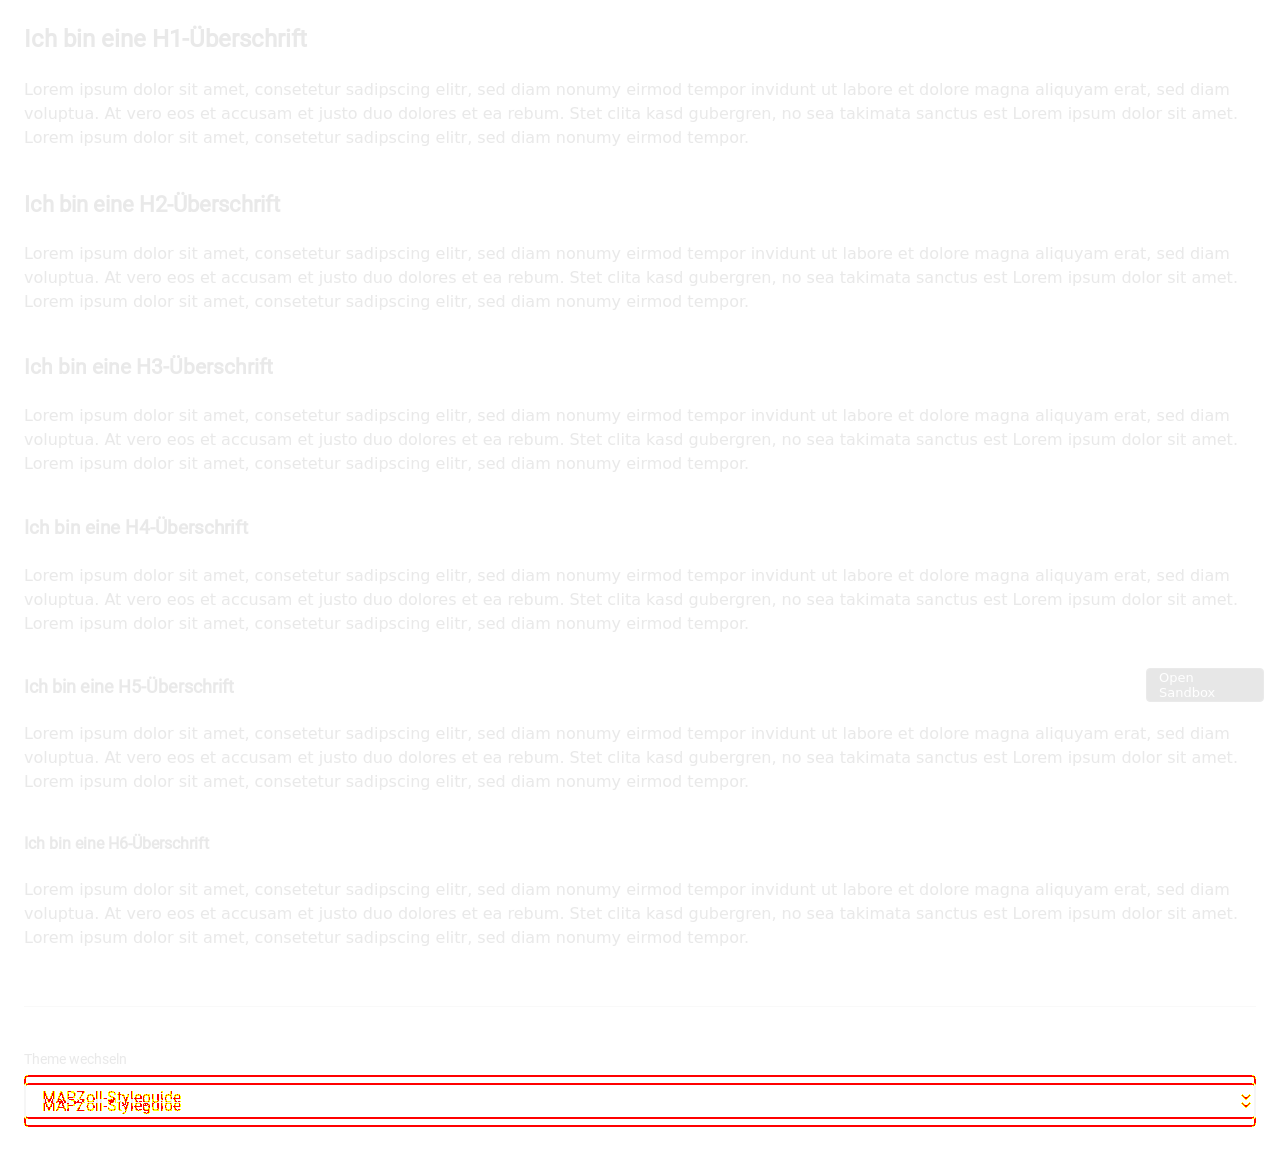 Ich bin eine H1-Überschrift
Lorem ipsum dolor sit amet, consetetur sadipscing elitr, sed diam nonumy eirmod tempor invidunt ut labore et dolore magna aliquyam erat, sed diam
voluptua. At vero eos et accusam et justo duo dolores et ea rebum. Stet clita kasd gubergren, no sea takimata sanctus est Lorem ipsum dolor sit amet.
Lorem ipsum dolor sit amet, consetetur sadipscing elitr, sed diam nonumy eirmod tempor.
Ich bin eine H2-Überschrift
Lorem ipsum dolor sit amet, consetetur sadipscing elitr, sed diam nonumy eirmod tempor invidunt ut labore et dolore magna aliquyam erat, sed diam
voluptua. At vero eos et accusam et justo duo dolores et ea rebum. Stet clita kasd gubergren, no sea takimata sanctus est Lorem ipsum dolor sit amet.
Lorem ipsum dolor sit amet, consetetur sadipscing elitr, sed diam nonumy eirmod tempor.
Ich bin eine H3-Überschrift
Lorem ipsum dolor sit amet, consetetur sadipscing elitr, sed diam nonumy eirmod tempor invidunt ut labore et dolore magna aliquyam erat, sed diam
voluptua. At vero eos et accusam et justo duo dolores et ea rebum. Stet clita kasd gubergren, no sea takimata sanctus est Lorem ipsum dolor sit amet.
Lorem ipsum dolor sit amet, consetetur sadipscing elitr, sed diam nonumy eirmod tempor.
Ich bin eine H4-Überschrift
Lorem ipsum dolor sit amet, consetetur sadipscing elitr, sed diam nonumy eirmod tempor invidunt ut labore et dolore magna aliquyam erat, sed diam
voluptua. At vero eos et accusam et justo duo dolores et ea rebum. Stet clita kasd gubergren, no sea takimata sanctus est Lorem ipsum dolor sit amet.
Lorem ipsum dolor sit amet, consetetur sadipscing elitr, sed diam nonumy eirmod tempor.
Ich bin eine H5-Überschrift
Open
Sandbox
Lorem ipsum dolor sit amet, consetetur sadipscing elitr, sed diam nonumy eirmod tempor invidunt ut labore et dolore magna aliquyam erat, sed diam
voluptua. At vero eos et accusam et justo duo dolores et ea rebum. Stet clita kasd gubergren, no sea takimata sanctus est Lorem ipsum dolor sit amet.
Lorem ipsum dolor sit amet, consetetur sadipscing elitr, sed diam nonumy eirmod tempor.
Ich bin eine H6-Überschrift
Lorem ipsum dolor sit amet, consetetur sadipscing elitr, sed diam nonumy eirmod tempor invidunt ut labore et dolore magna aliquyam erat, sed diam
voluptua. At vero eos et accusam et justo duo dolores et ea rebum. Stet clita kasd gubergren, no sea takimata sanctus est Lorem ipsum dolor sit amet.
Lorem ipsum dolor sit amet, consetetur sadipscing elitr, sed diam nonumy eirmod tempor.
Theme wechseln
MAPZoll-Styleguide
MAPZoll-Styleguide